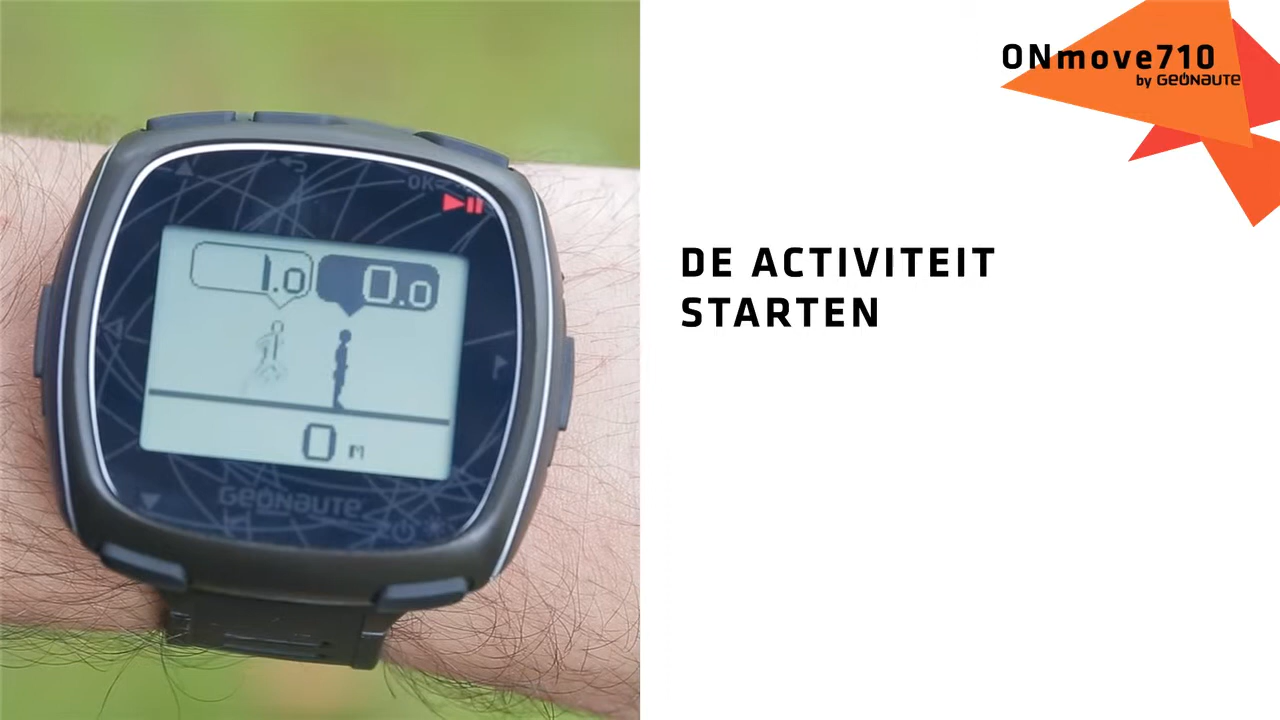 ONmove710
by GEONAUTE
DE ACTIVITEIT
STARTEN
OK
1.0
0.0
0 M
GEONAUTE